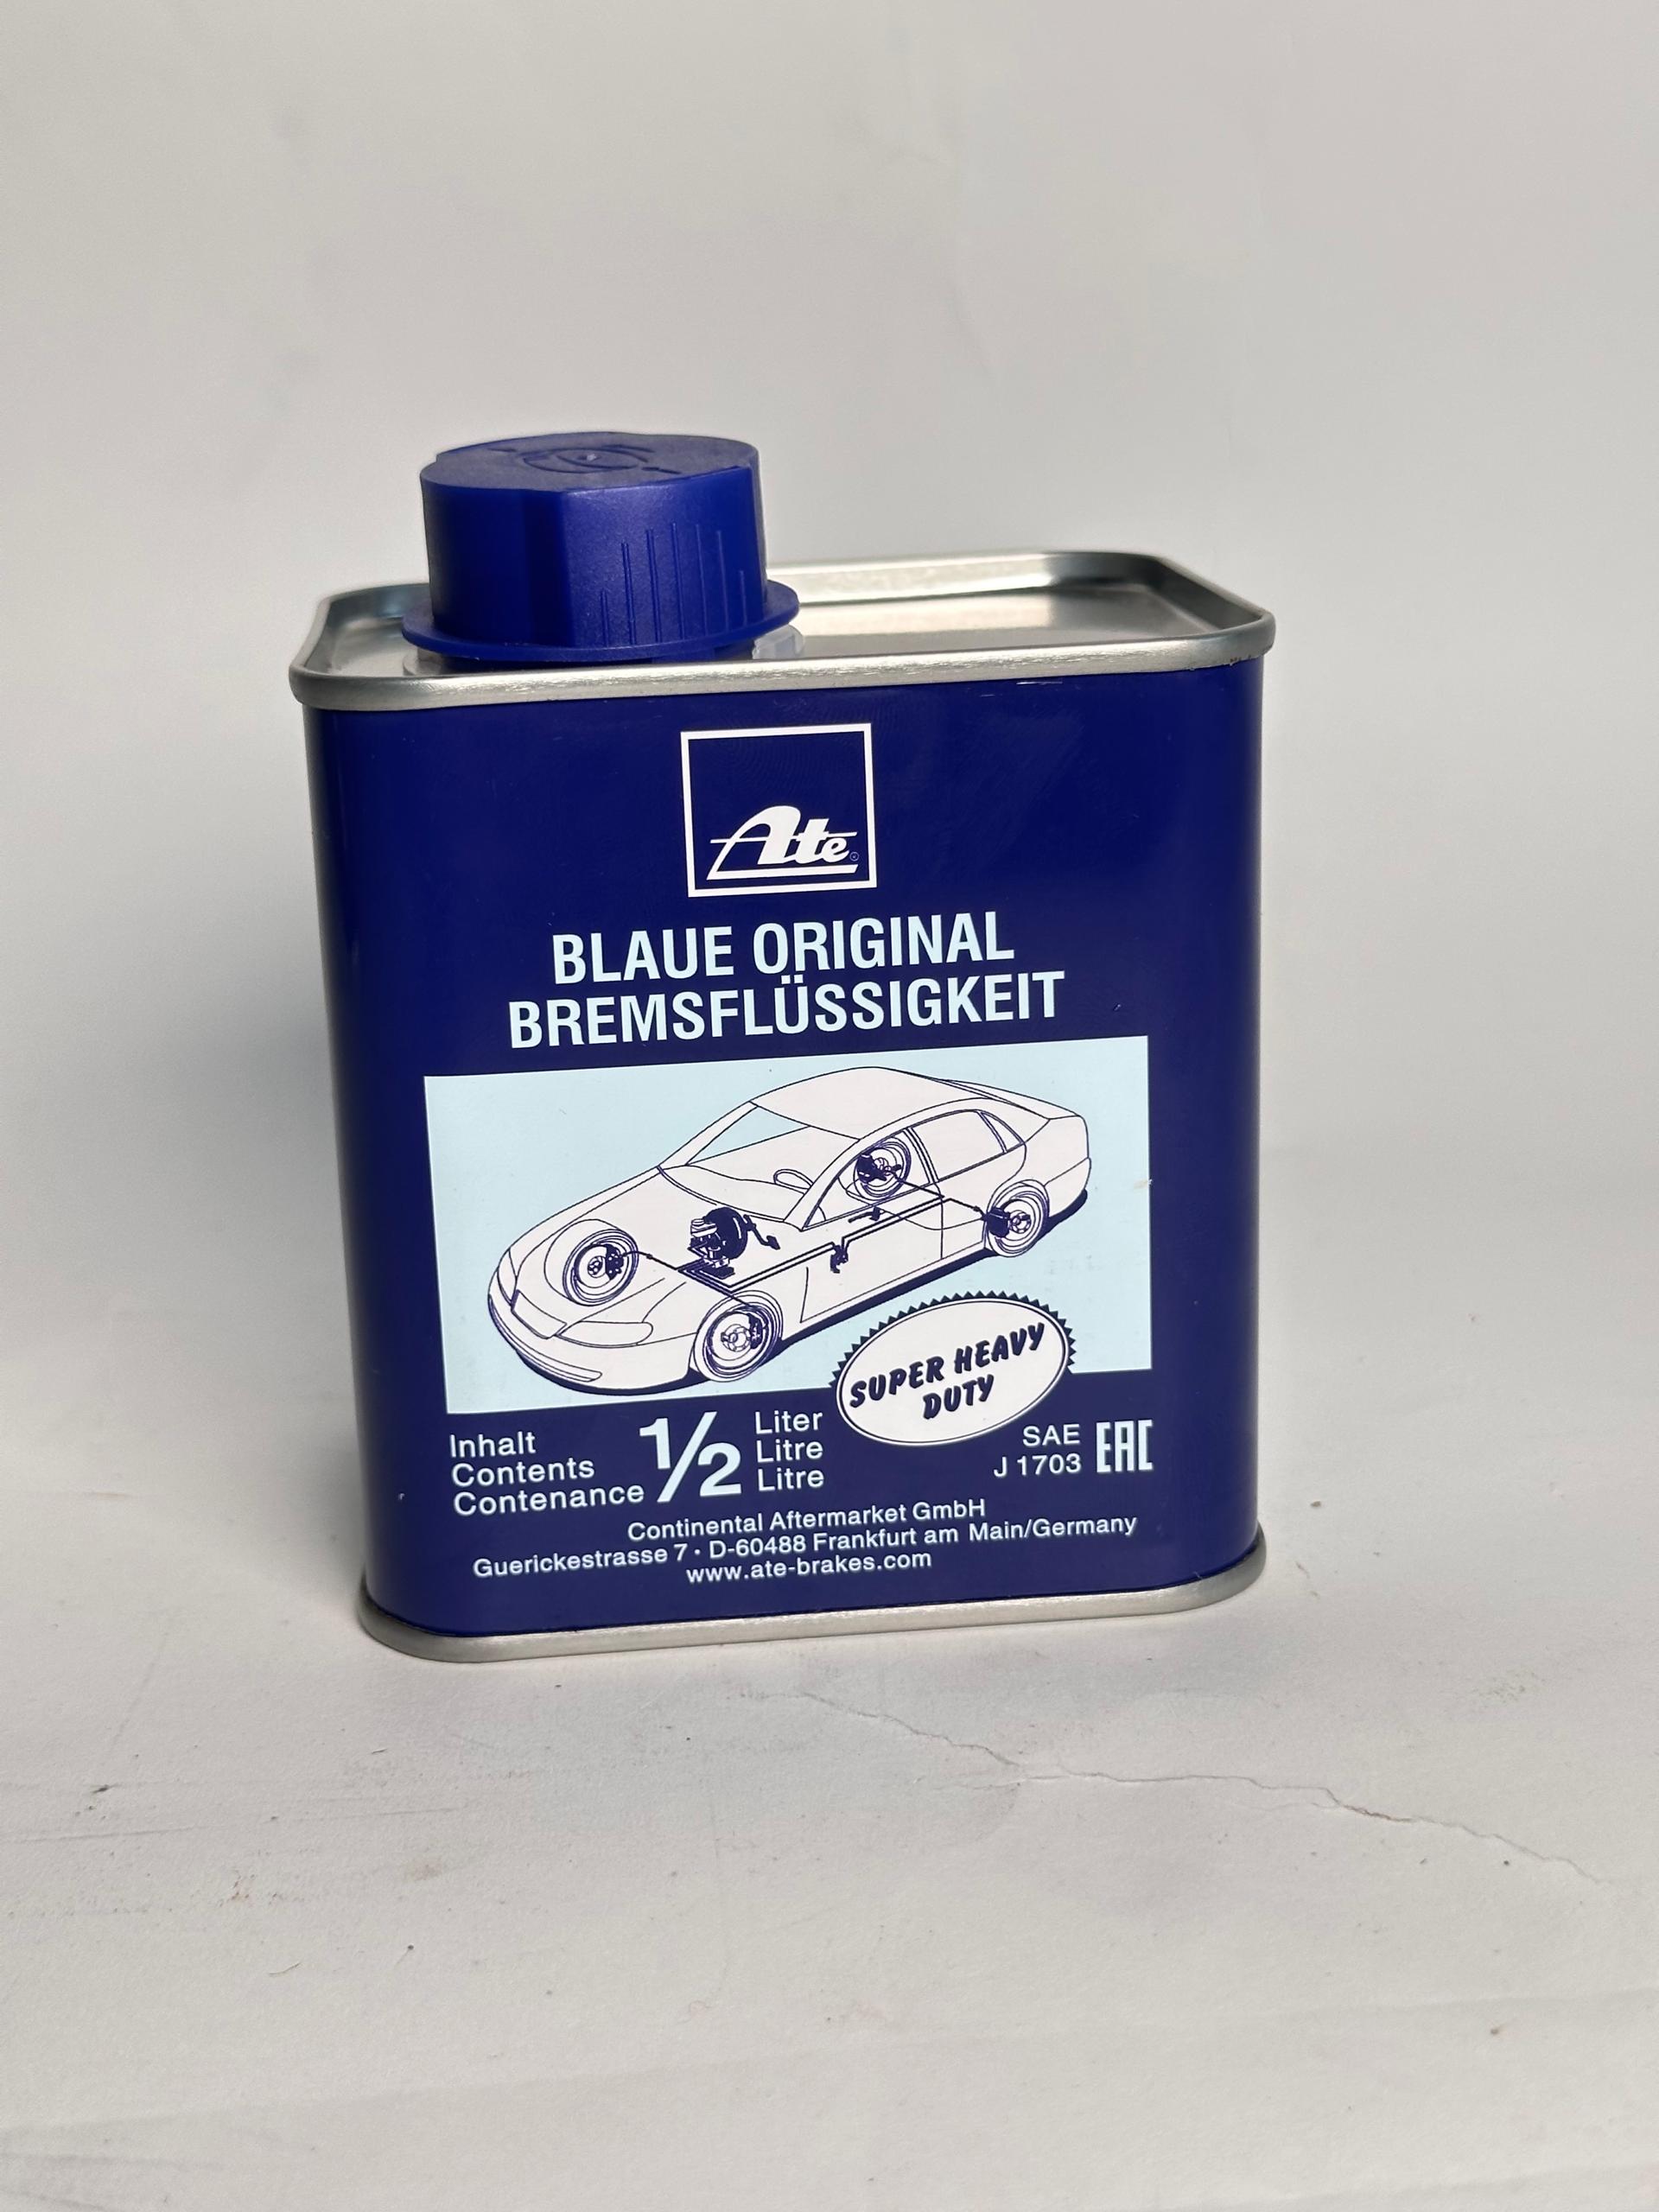 Ate
BLAUE ORIGINAL
BREMSFLÜSSIGKEIT
SUPER HEAVY
DUTY
Inhalt
Contents
Contenance
1/2
Liter
Litre
Litre
SAE
J 1703
EAC
Continental Aftermarket GmbH
Guerickestrasse 7 · D-60488 Frankfurt am Main/Germany
www.ate-brakes.com